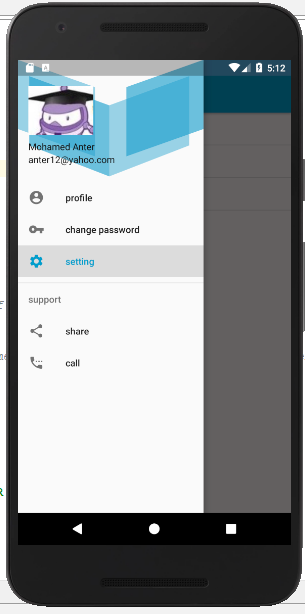 A
5:12
Mohamed Anter
anter12@yahoo.com
profile
change password
setting
support
share
call